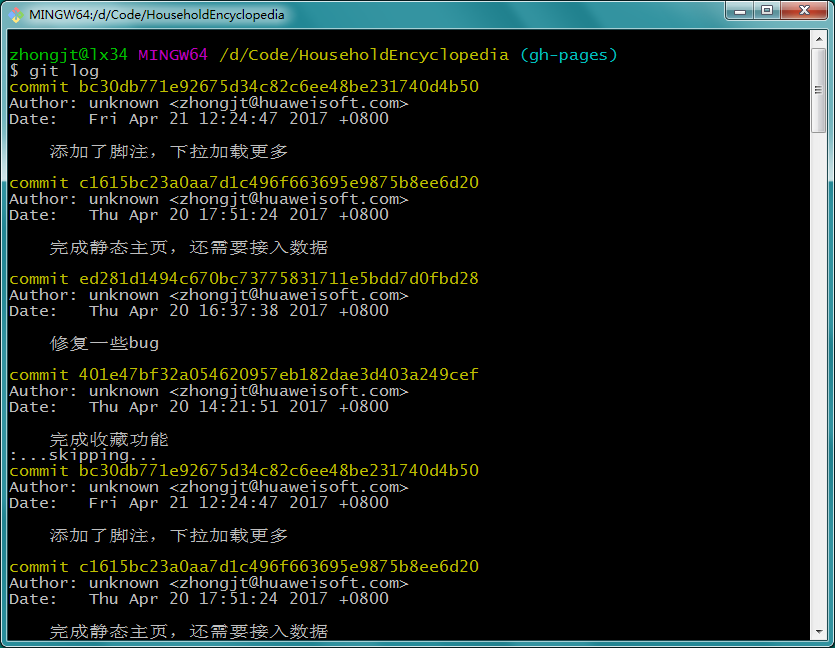 MINGW64:/d/Code/HouseholdEncyclopedia
zhongjt@lx34 MINGW64 /d/Code/HouseholdEncyclopedia (gh-pages)
$ git log
commit bc30db771e92675d34c82c6ee48be231740d4b50
Author: unknown <zhongjt@huaweisoft.com>
Date:   Fri Apr 21 12:24:47 2017 +0800
添加了脚注，下拉加载更多
commit c1615bc23a0aa7d1c496f663695e9875b8ee6d20
Author: unknown <zhongjt@huaweisoft.com>
Date:   Thu Apr 20 17:51:24 2017 +0800
完成静态主页，还需要接入数据
commit ed281d1494c670bc73775831711e5bdd7d0fbd28
Author: unknown <zhongjt@huaweisoft.com>
Date:   Thu Apr 20 16:37:38 2017 +0800
修复一些bug
commit 401e47bf32a054620957eb182dae3d403a249cef
Author: unknown <zhongjt@huaweisoft.com>
Date:   Thu Apr 20 14:21:51 2017 +0800
完成收藏功能
:...skipping...
commit bc30db771e92675d34c82c6ee48be231740d4b50
Author: unknown <zhongjt@huaweisoft.com>
Date:   Fri Apr 21 12:24:47 2017 +0800
添加了脚注，下拉加载更多
commit c1615bc23a0aa7d1c496f663695e9875b8ee6d20
Author: unknown <zhongjt@huaweisoft.com>
Date:   Thu Apr 20 17:51:24 2017 +0800
完成静态主页，还需要接入数据